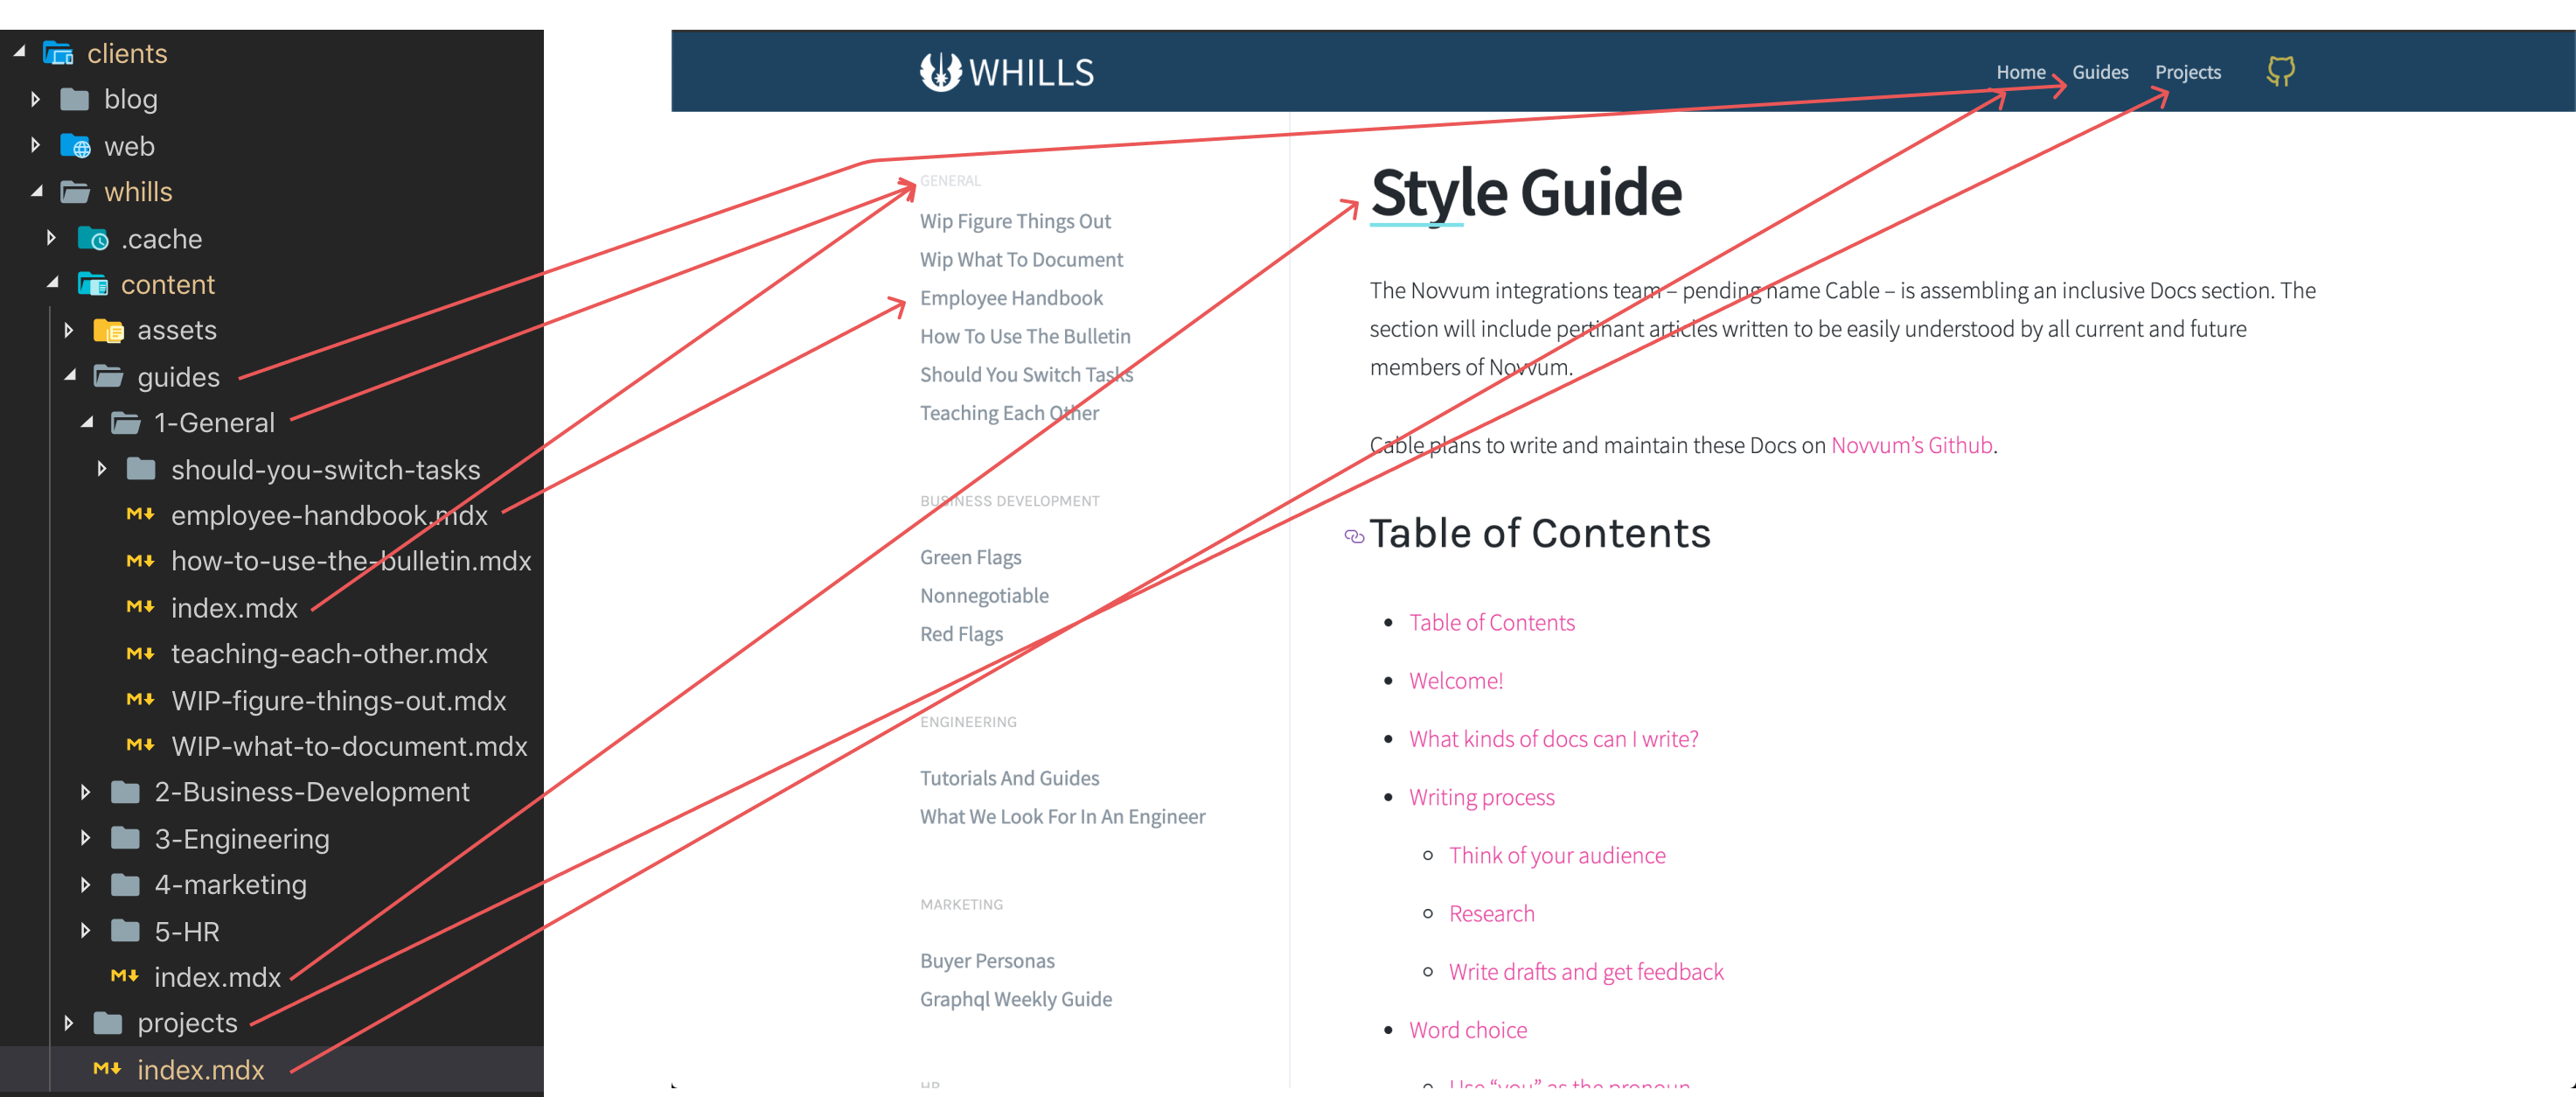 clients
blog
web
whills
.cache
content
assets
guides
1-General
should-you-switch-tasks
employee-handbook.mdx
how-to-use-the-bulletin.mdx
index.mdx
teaching-each-other.mdx
WIP-figure-things-out.mdx
WIP-what-to-document.mdx
2-Business-Development
3-Engineering
4-marketing
5-HR
index.mdx
projects
index.mdx
WHILLS
Home Guides Projects
GENERAL
Wip Figure Things Out
Wip What To Document
Employee Handbook
How To Use The Bulletin
Should You Switch Tasks
Teaching Each Other
BUSINESS DEVELOPMENT
Green Flags
Nonnegotiable
Red Flags
ENGINEERING
Tutorials And Guides
What We Look For In An Engineer
MARKETING
Buyer Personas
Graphql Weekly Guide
HR
Style Guide
The Novvum integrations team – pending name Cable – is assembling an inclusive Docs section. The
section will include pertinant articles written to be easily understood by all current and future
members of Novvum.
Cable plans to write and maintain these Docs on Novvum’s Github.
Table of Contents
Table of Contents
Welcome!
What kinds of docs can I write?
Writing process
Think of your audience
Research
Write drafts and get feedback
Word choice
Use “you” as the pronoun